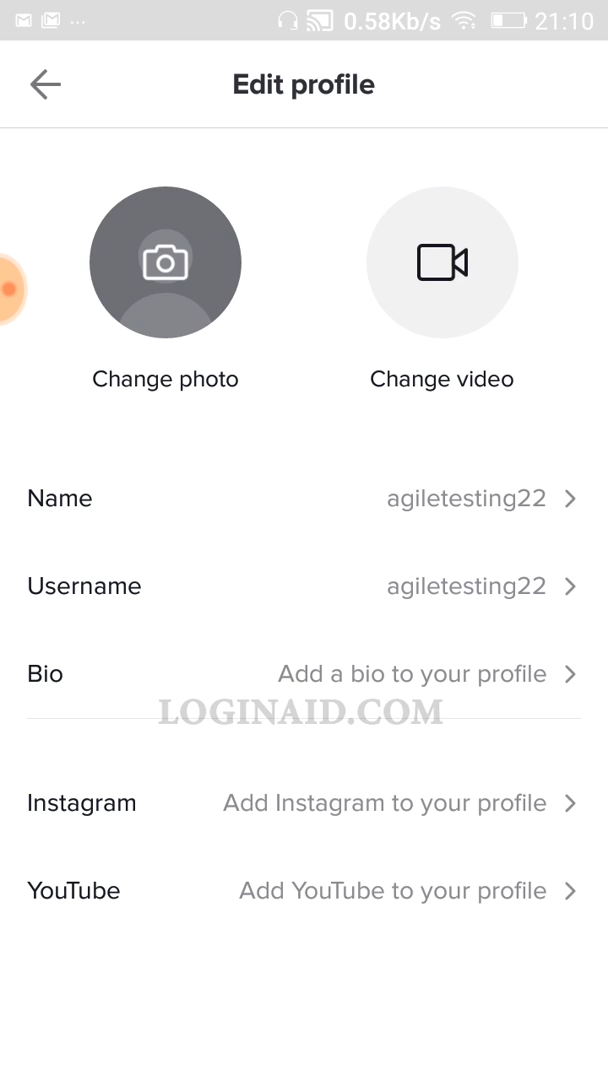 ... 0.58Kb/s 21:10
Edit profile
Change photo Change video
Name agiletesting22
Username agiletesting22
Bio Add a bio to your profile
LOGINAID.COM
Instagram Add Instagram to your profile
YouTube Add YouTube to your profile